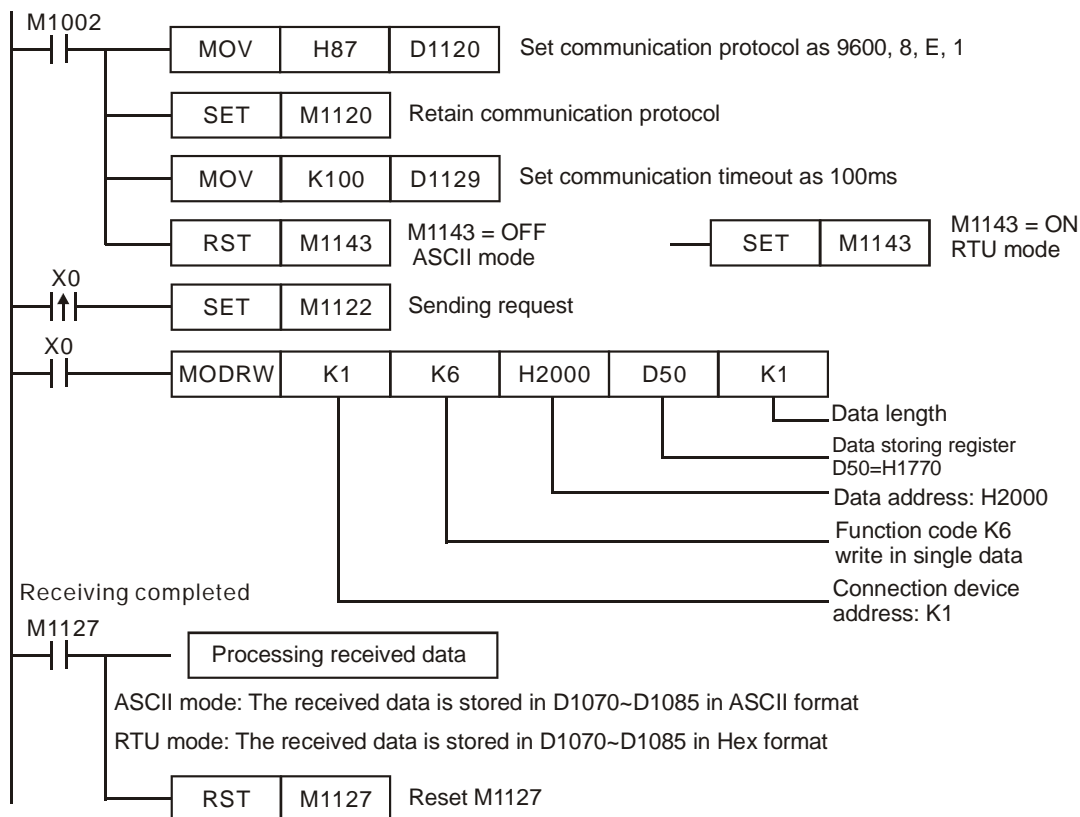 M1002
MOV H87 D1120 Set communication protocol as 9600, 8, E, 1
SET M1120 Retain communication protocol
MOV K100 D1129 Set communication timeout as 100ms
RST M1143 M1143 = OFF
ASCII mode
SET M1143 M1143 = ON
RTU mode
X0
SET M1122 Sending request
X0
MODRW K1 K6 H2000 D50 K1
Data length
Data storing register
D50=H1770
Data address: H2000
Function code K6
write in single data
Connection device
address: K1
Receiving completed
M1127
Processing received data
ASCII mode: The received data is stored in D1070~D1085 in ASCII format
RTU mode: The received data is stored in D1070~D1085 in Hex format
RST M1127 Reset M1127